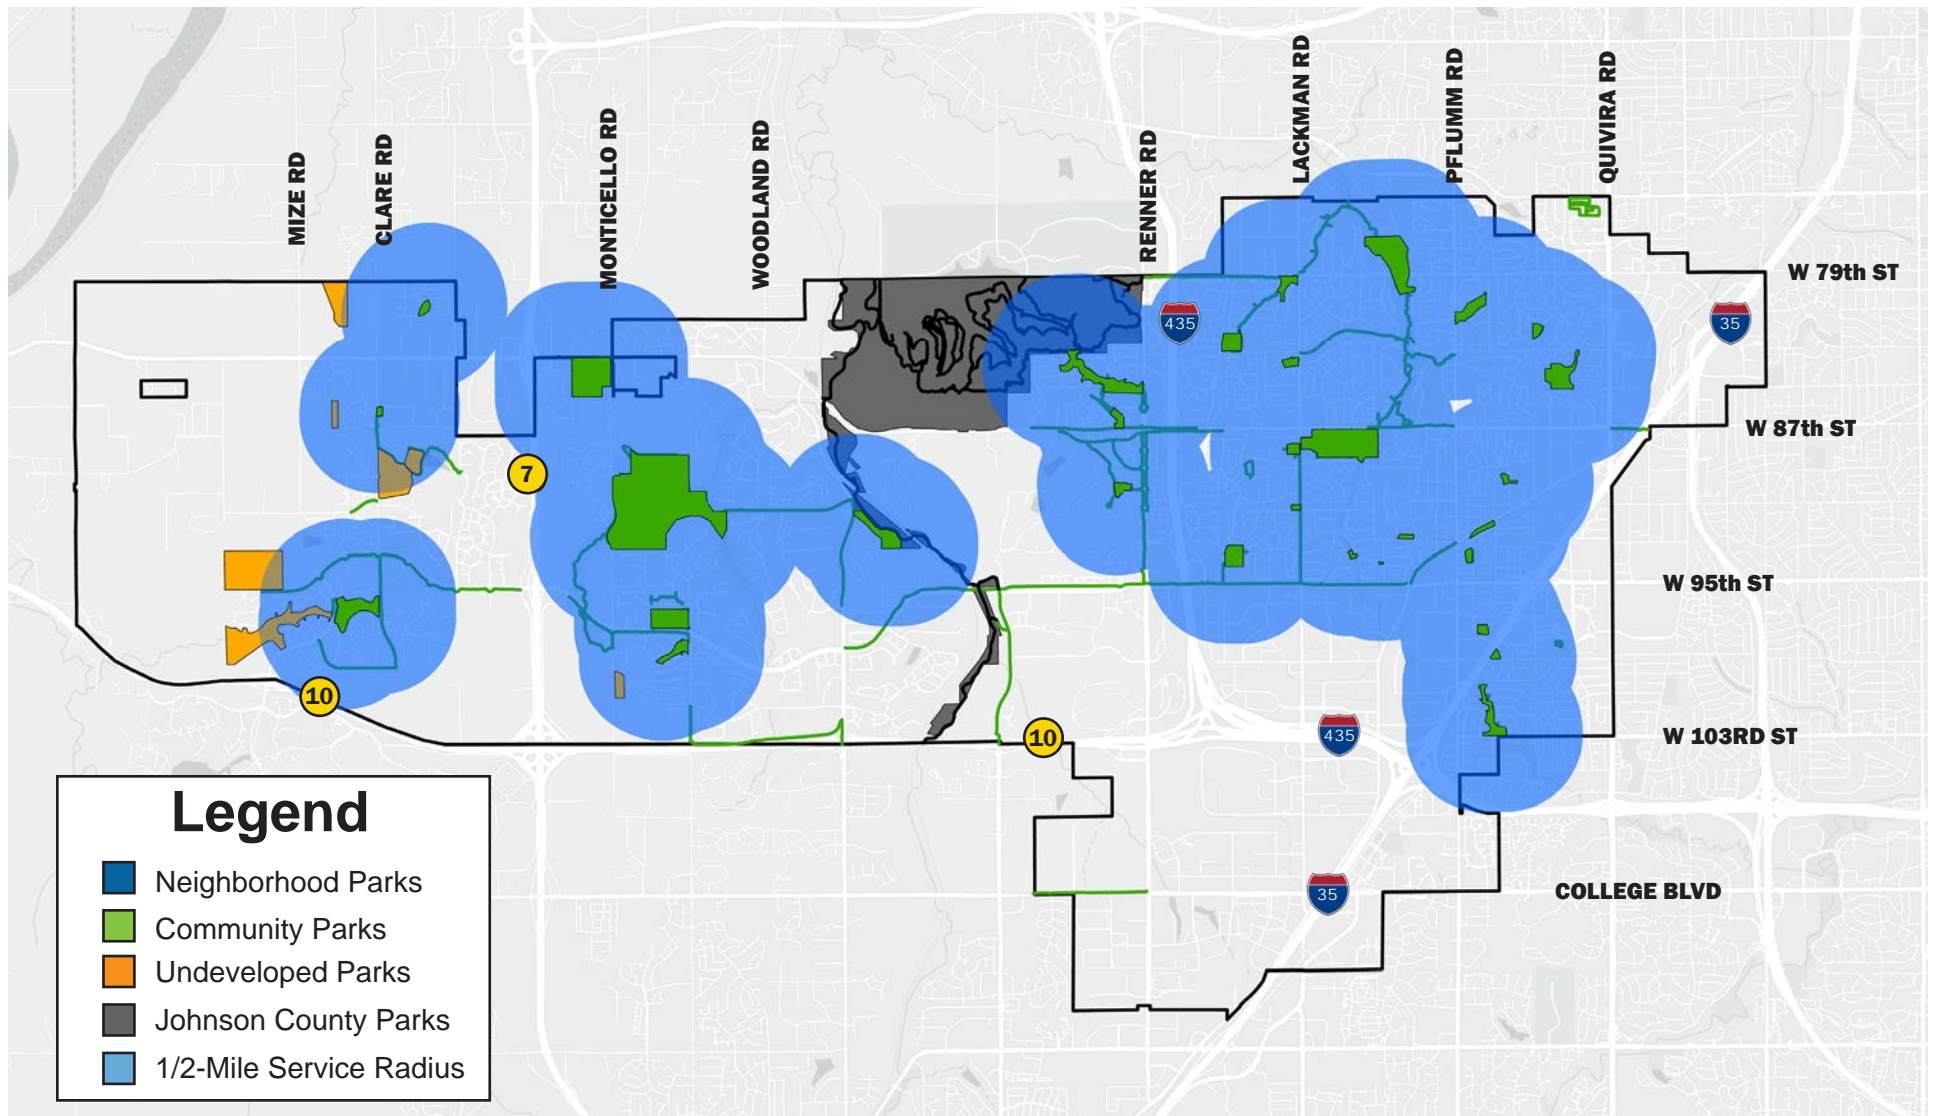 MIZE RD
CLARE RD
MONTICELLO RD
WOODLAND RD
RENNER RD
LACKMAN RD
PFLUMM RD
QUIVIRA RD
W 79th ST
435
35
W 87th ST
7
W 95th ST
10
10
435
W 103RD ST
35
COLLEGE BLVD
Legend
Neighborhood Parks
Community Parks
Undeveloped Parks
Johnson County Parks
1/2-Mile Service Radius